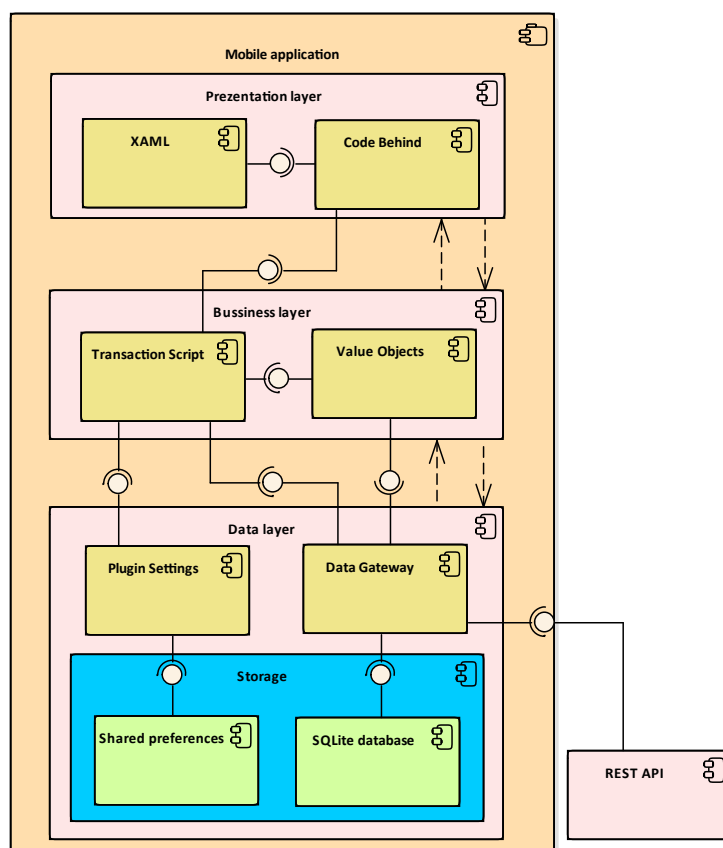 Mobile application
Prezentation layer
XAML
Code Behind
Bussiness layer
Transaction Script
Value Objects
Data layer
Plugin Settings
Data Gateway
Storage
Shared preferences
SQLite database
REST API